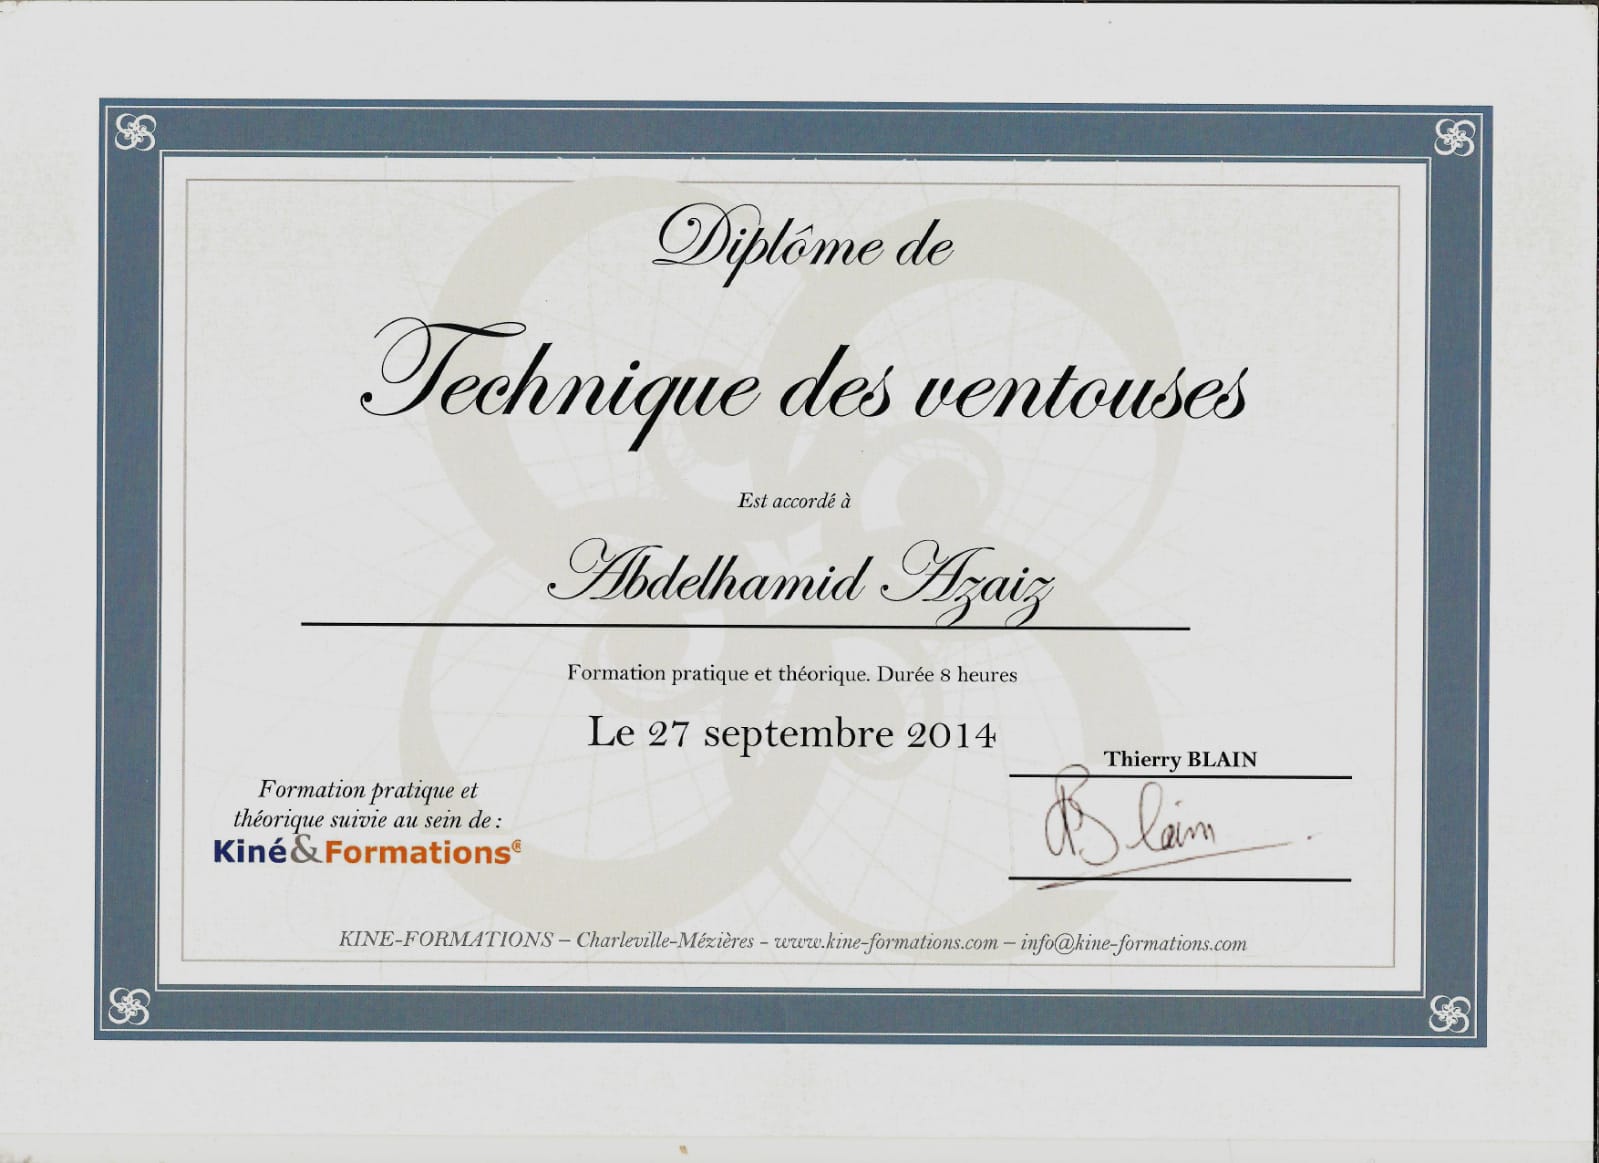 Diplôme de
Technique des ventouses
Est accordé à
Abdelhamid Azaiz
Formation pratique et théorique. Durée 8 heures
Le 27 septembre 2014
Thierry BLAIN
Formation pratique et
théorique suivie au sein de :
Kiné&Formations®
Blain
KINE-FORMATIONS – Charleville-Mézières - www.kine-formations.com – info@kine-formations.com